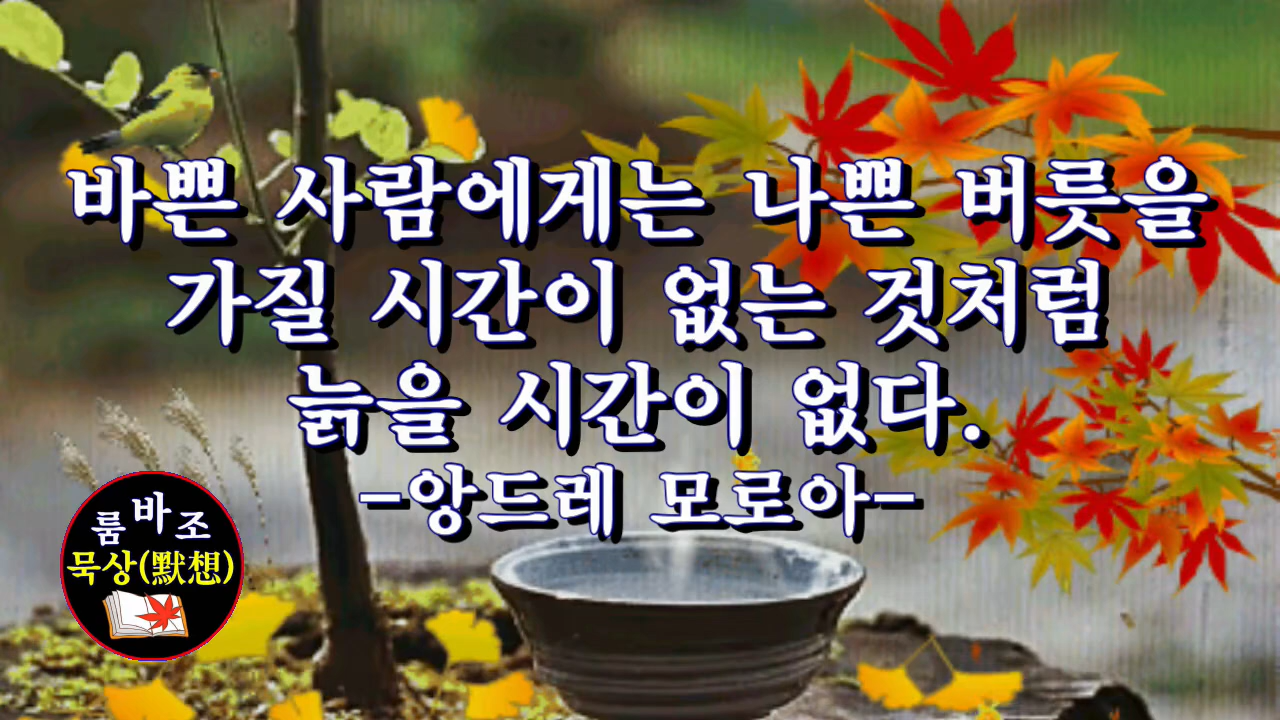 바쁜 사람에게는 나쁜 버릇을
가질 시간이 없는 것처럼
늙을 시간이 없다.
-앙드레 모로아-
룸바조
묵상(默想)